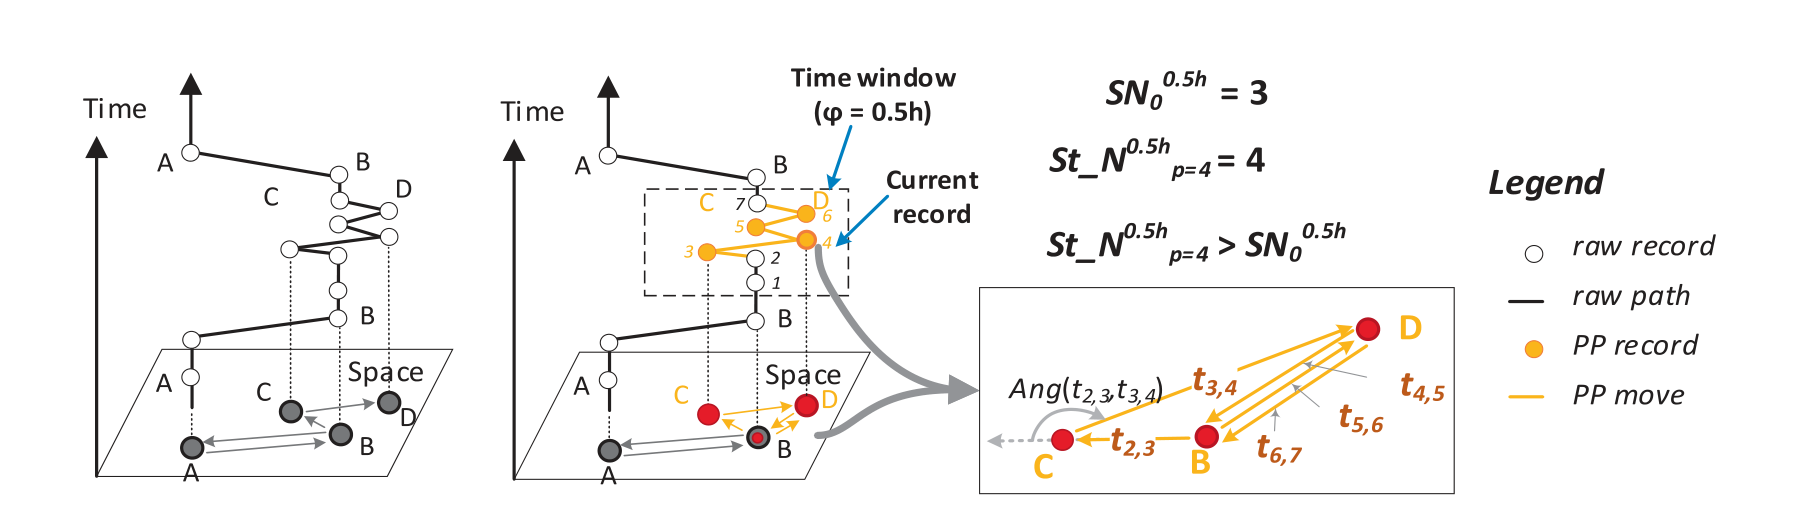 Time
A
B
C
D
B
A
Space
C
D
B
A
Time
A
B
C
D
7
6
5
4
3
2
1
B
A
Space
C
D
B
A
Time window
(φ = 0.5h)
Current
record
SN₀^0.5h = 3
St_N^0.5h p=4 = 4
St_N^0.5h p=4 > SN₀^0.5h
D
Ang(t2,3,t3,4)
t3,4
t4,5
t5,6
t6,7
t2,3
C
B
Legend
raw record
raw path
PP record
PP move